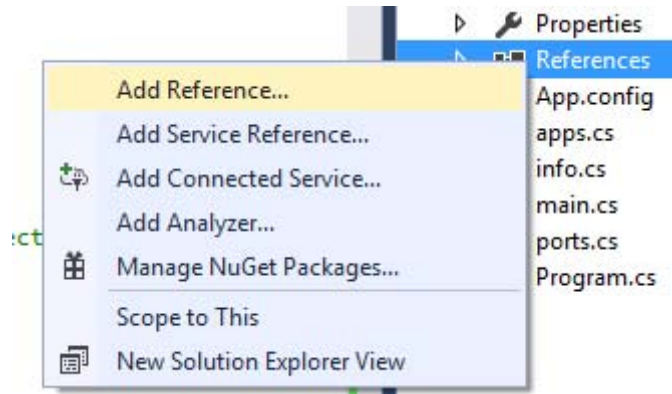 Properties
References
Add Reference...
App.config
Add Service Reference...
apps.cs
Add Connected Service...
info.cs
main.cs
Add Analyzer...
ect
ports.cs
Manage NuGet Packages...
Program.cs
Scope to This
New Solution Explorer View